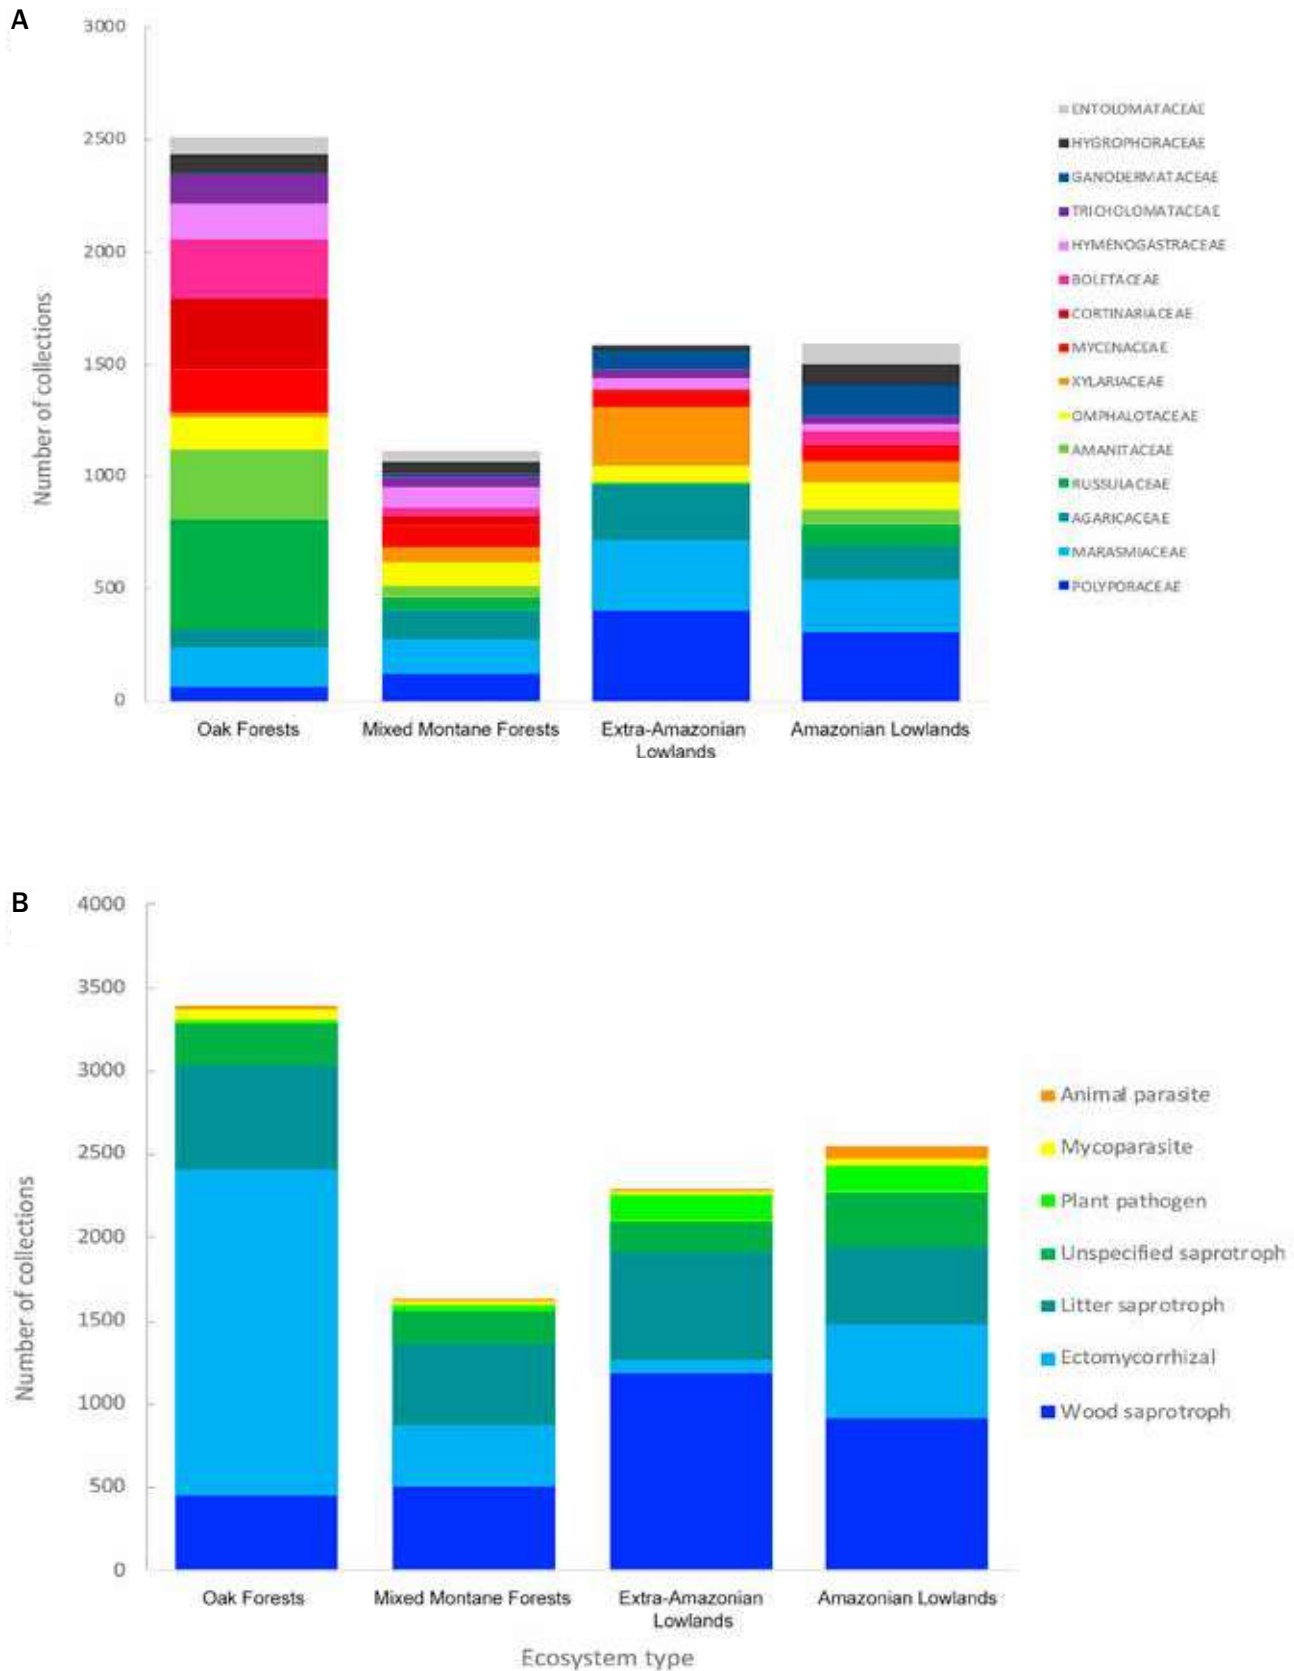 A
3000
2500
2000
1500
1000
500
0
Number of collections
Oak Forests
Mixed Montane Forests
Extra-Amazonian
Lowlands
Amazonian Lowlands
ENTOLOMATACEAE
HYGROPHORACEAE
GANODERMATACEAE
TRICHOLOMATACEAE
HYMENOGASTRACEAE
BOLETACEAE
CORTINARIACEAE
MYCENACEAE
XYLARIACEAE
OMPHALOTACEAE
AMANITACEAE
RUSSULACEAE
AGARICACEAE
MARASMIACEAE
POLYPORACEAE
B
4000
3500
3000
2500
2000
1500
1000
500
0
Number of collections
Oak Forests
Mixed Montane Forests
Extra-Amazonian
Lowlands
Amazonian Lowlands
Ecosystem type
Animal parasite
Mycoparasite
Plant pathogen
Unspecified saprotroph
Litter saprotroph
Ectomycorrhizal
Wood saprotroph